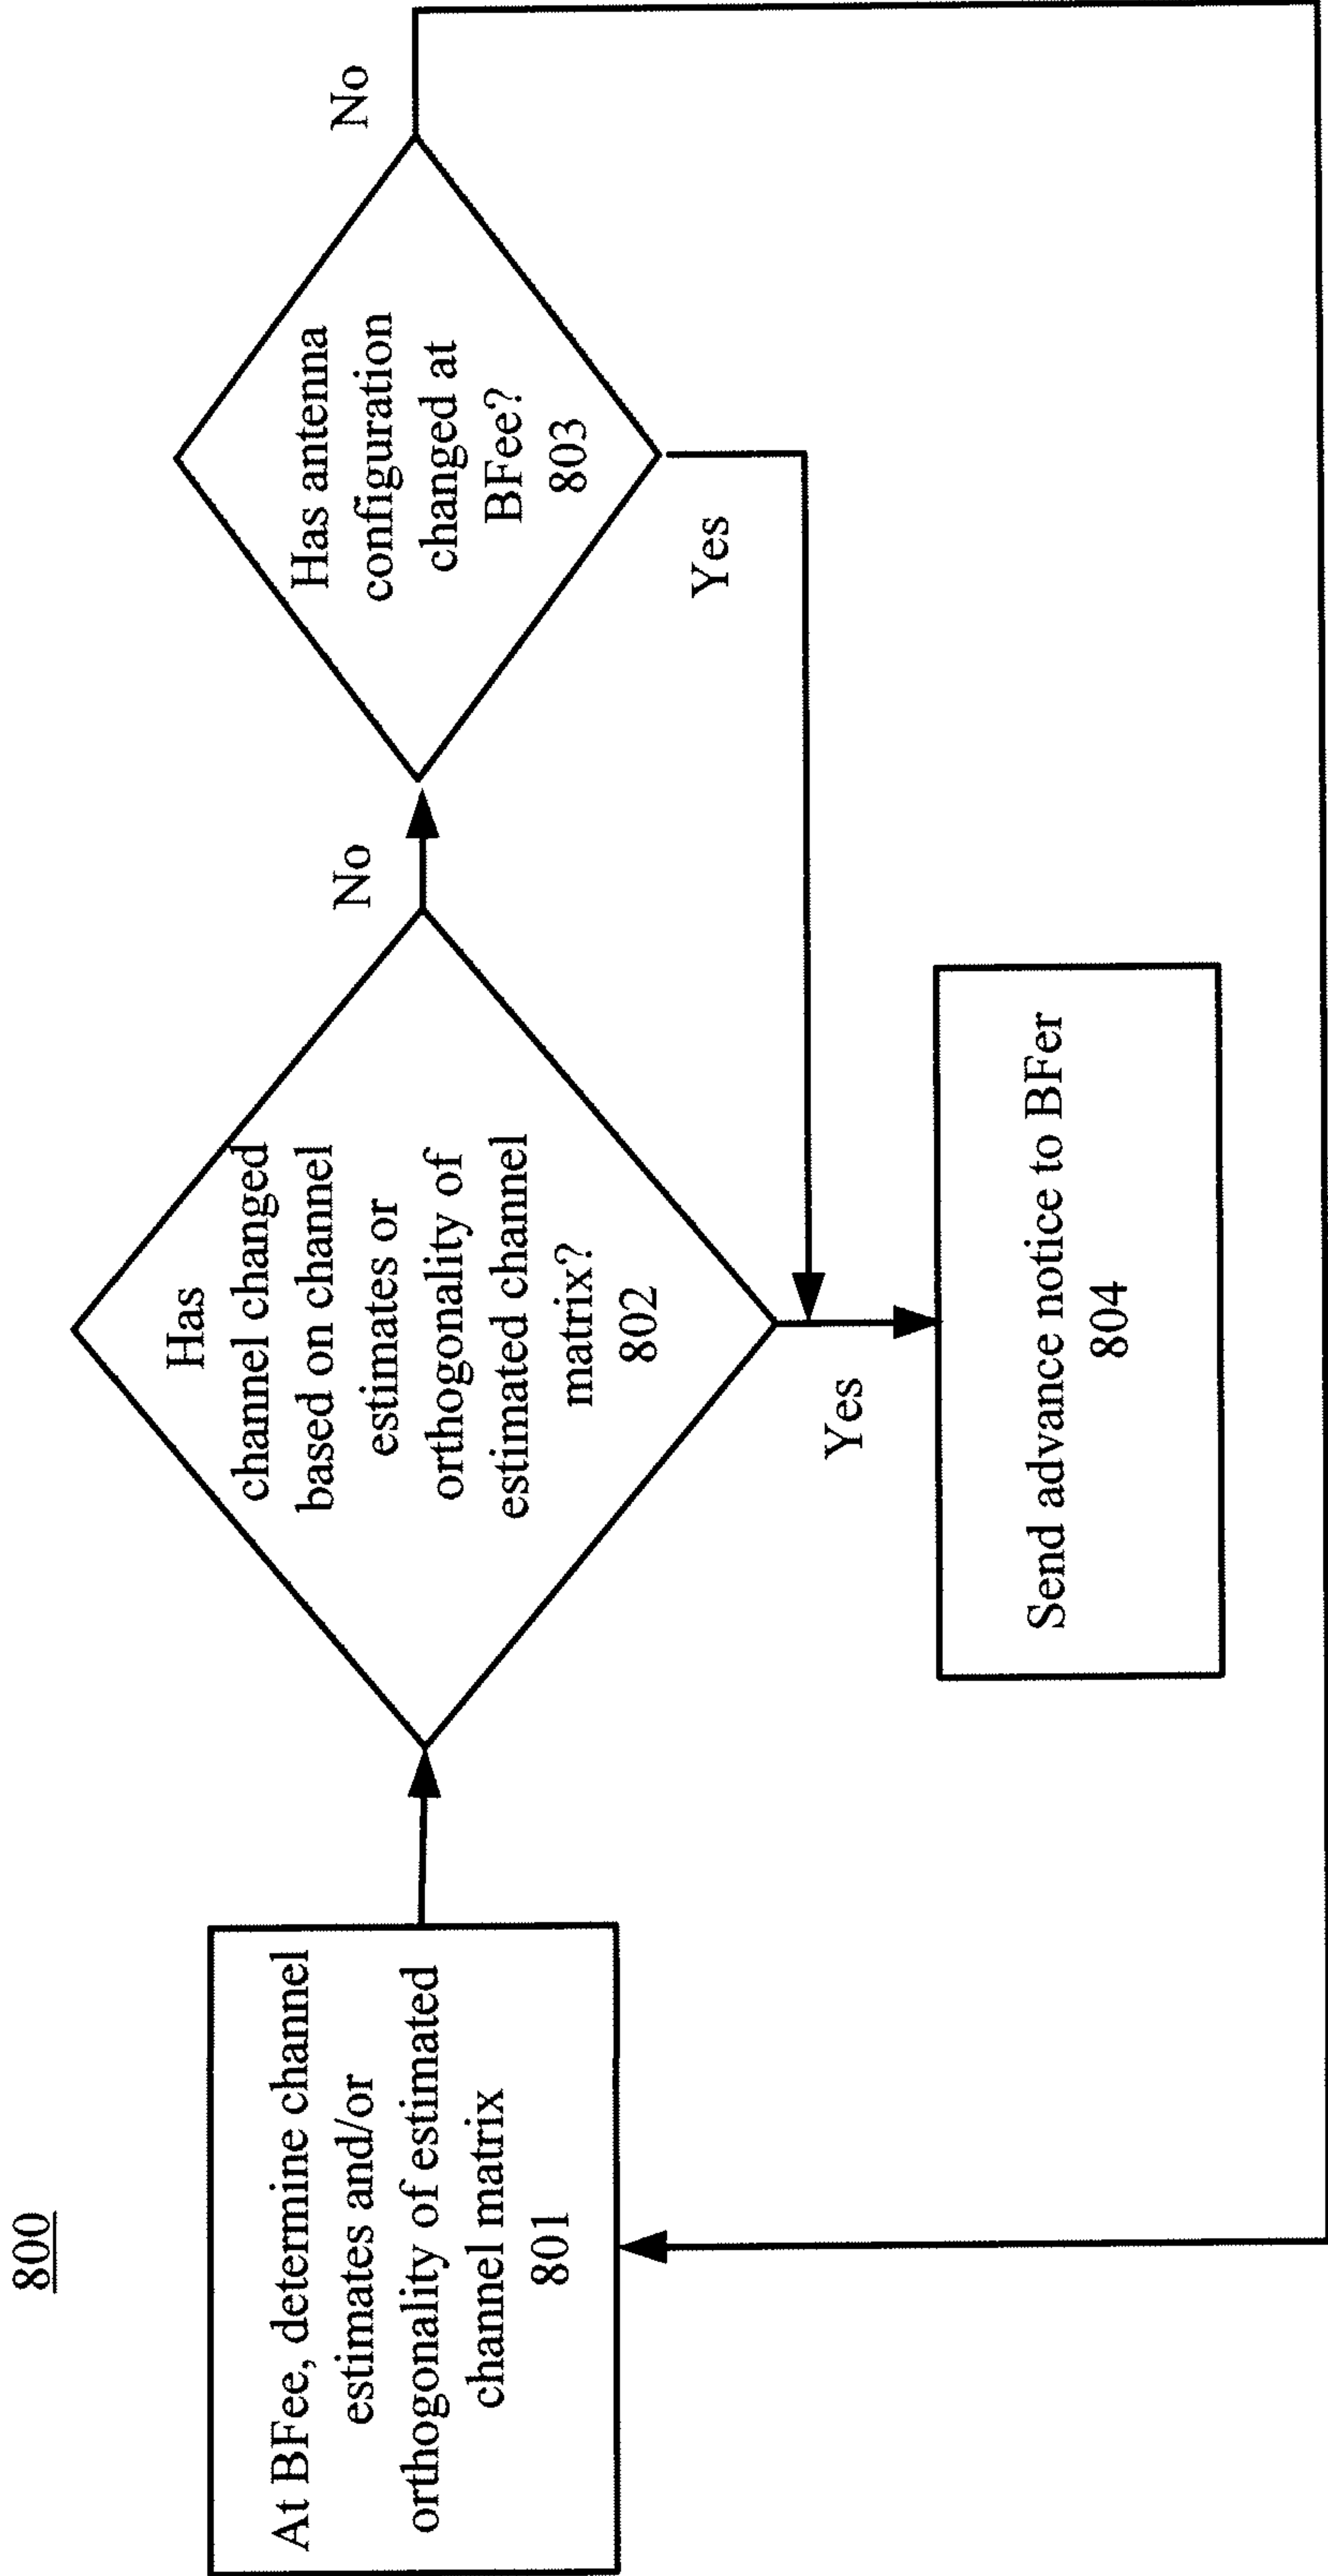 800
At BFee, determine channel
estimates and/or
orthogonality of estimated
channel matrix
801
Has
channel changed
based on channel
estimates or
orthogonality of
estimated channel
matrix?
802
No
Yes
Has antenna
configuration
changed at
BFee?
803
No
Yes
Send advance notice to BFer
804